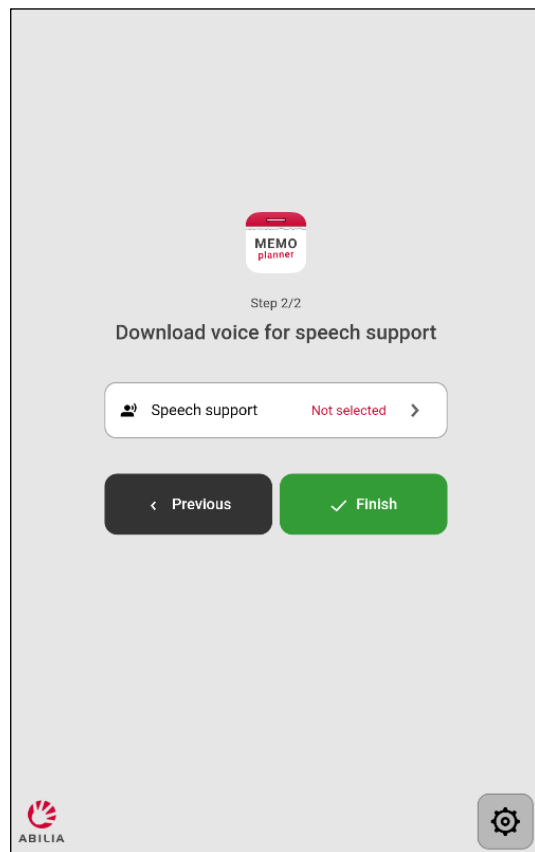 MEMO
planner
Step 2/2
Download voice for speech support
Speech support Not selected
Previous Finish
ABILIA